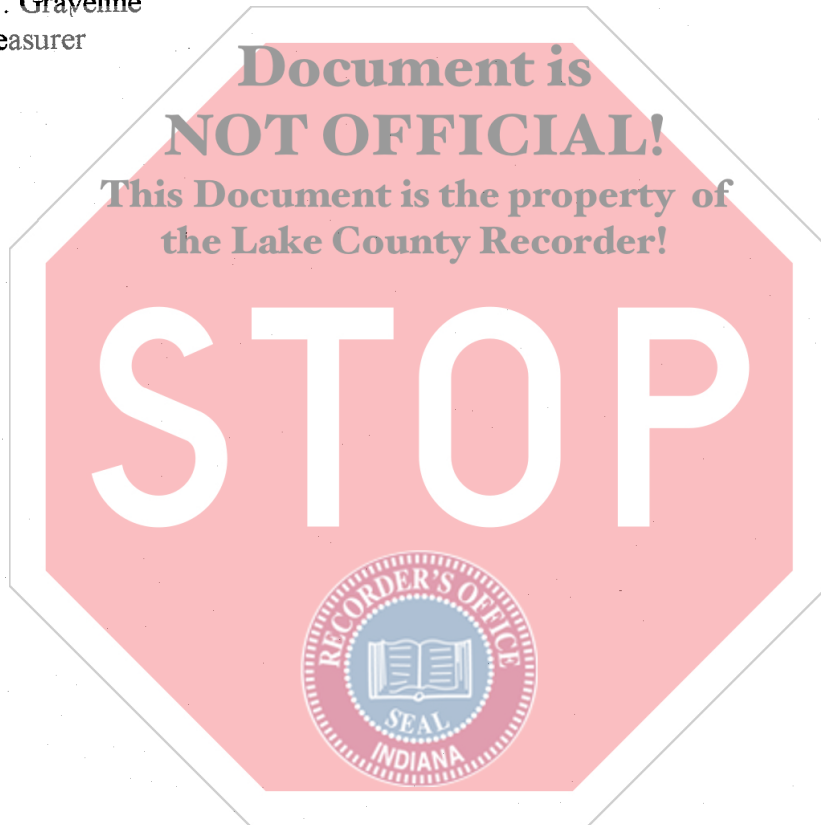 . Graveline
easurer
Document is
NOT OFFICIAL!
This Document is the property of
the Lake County Recorder!
STOP
RECORDER'S OFFICE
SEAL
INDIANA